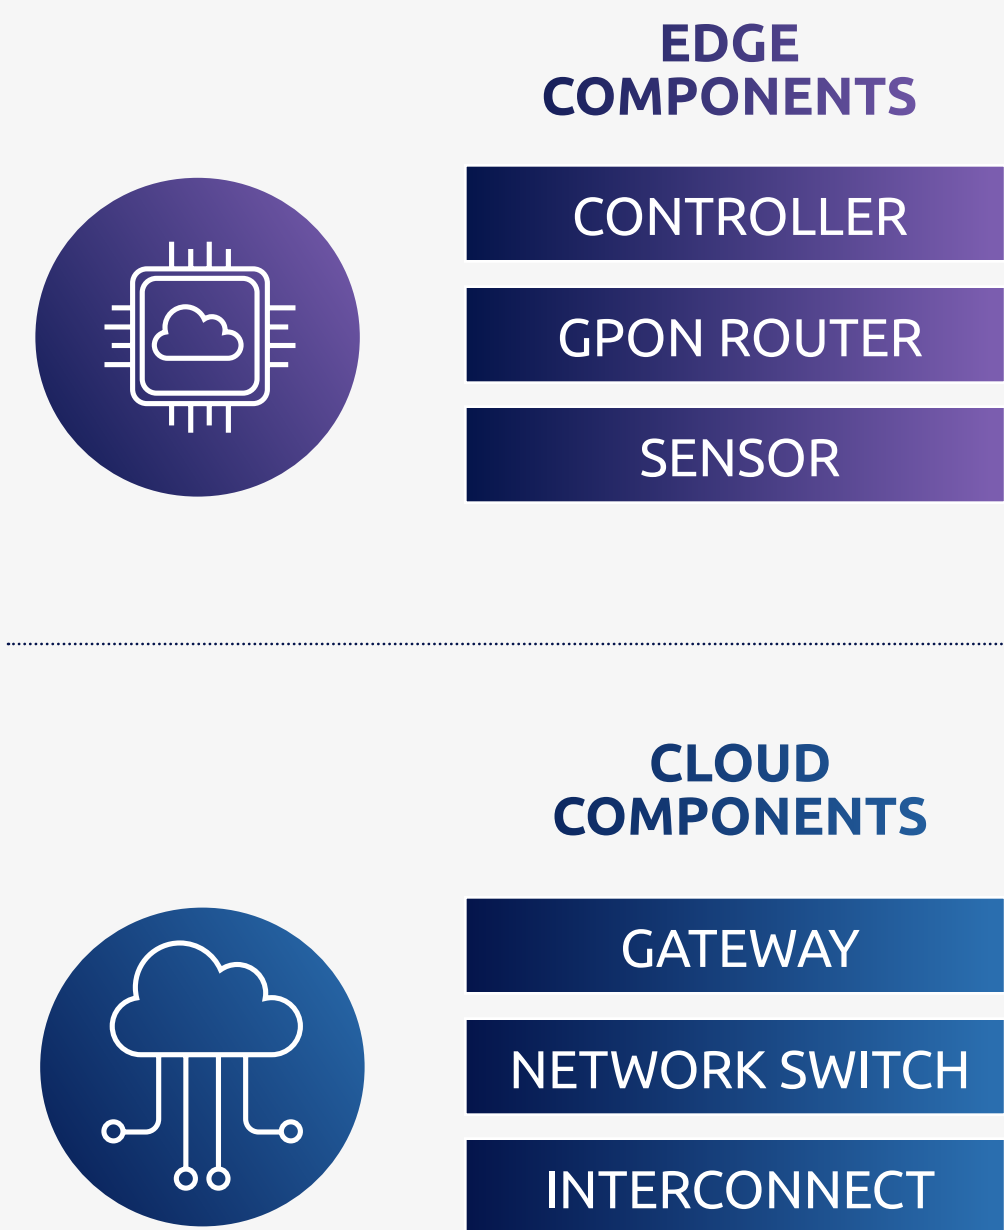 EDGE
COMPONENTS
CONTROLLER
GPON ROUTER
SENSOR
CLOUD
COMPONENTS
GATEWAY
NETWORK SWITCH
INTERCONNECT